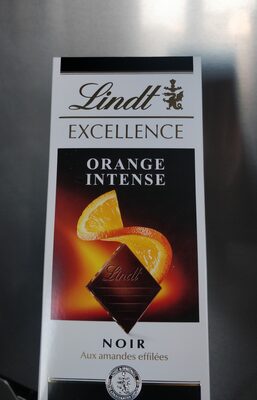 Lindt
EXCELLENCE
ORANGE
INTENSE
Lindt
NOIR
Aux amandes effilées